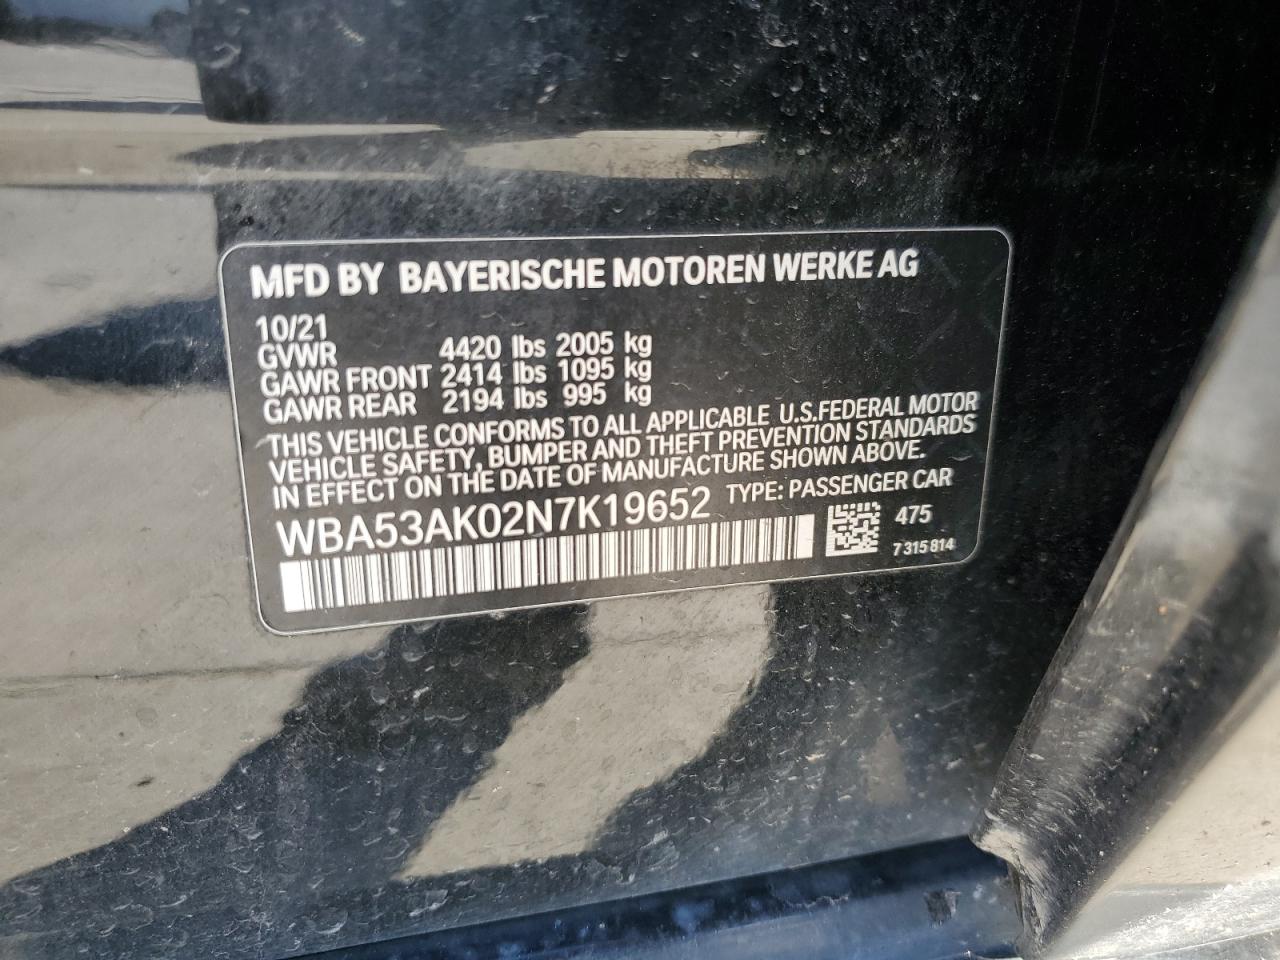 MFD BY BAYERISCHE MOTOREN WERKE AG
10/21
GVWR 4420 lbs 2005 kg
GAWR FRONT 2414 lbs 1095 kg
GAWR REAR 2194 lbs 995 kg
THIS VEHICLE CONFORMS TO ALL APPLICABLE U.S.FEDERAL MOTOR
VEHICLE SAFETY, BUMPER AND THEFT PREVENTION STANDARDS
IN EFFECT ON THE DATE OF MANUFACTURE SHOWN ABOVE.
WBA53AK02N7K19652 TYPE: PASSENGER CAR
475
7 315 814